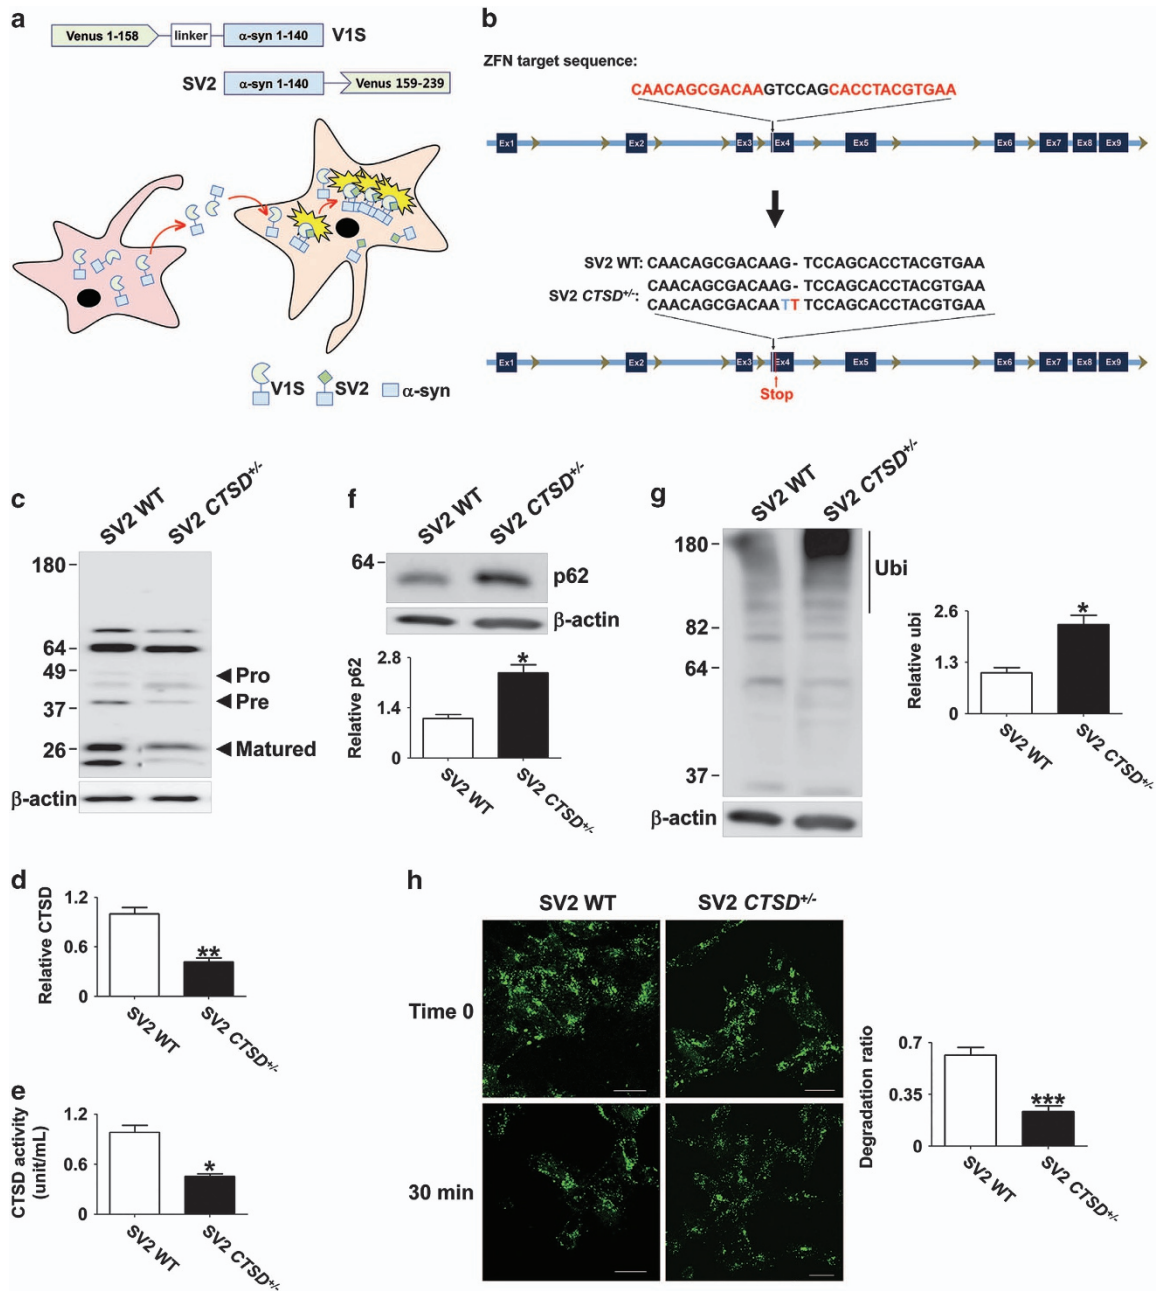 a
Venus 1-158
linker
α-syn 1-140
V1S
SV2
α-syn 1-140
Venus 159-239
V1S
SV2
α-syn
b
ZFN target sequence:
CAACAGCGACAAGTCCAGCACCTACGTGAA
Ex1
Ex2
Ex3
Ex4
Ex5
Ex6
Ex7
Ex8
Ex9
SV2 WT: CAACAGCGACAAG- TCCAGCACCTACGTGAA
CAACAGCGACAAG- TCCAGCACCTACGTGAA
SV2 CTSD+/-:
CAACAGCGACAATT TCCAGCACCTACGTGAA
Ex1
Ex2
Ex3
Ex4
Ex5
Ex6
Ex7
Ex8
Ex9
Stop
c
SV2 WT
SV2 CTSD+/-
180
64
49
37
26
Pro
Pre
Matured
β-actin
f
SV2 WT
SV2 CTSD+/-
64
p62
β-actin
Relative p62
2.8
1.4
0
*
SV2 WT
SV2 CTSD+/-
g
SV2 WT
SV2 CTSD+/-
180
82
64
37
Ubi
β-actin
Relative ubi
2.6
1.3
0
*
SV2 WT
SV2 CTSD+/-
d
Relative CTSD
1.2
0.6
0
**
SV2 WT
SV2 CTSD+/-
e
CTSD activity
(unit/mL)
1.2
0.6
0
*
SV2 WT
SV2 CTSD+/-
h
SV2 WT
SV2 CTSD+/-
Time 0
30 min
Degradation ratio
0.7
0.35
0
***
SV2 WT
SV2 CTSD+/-